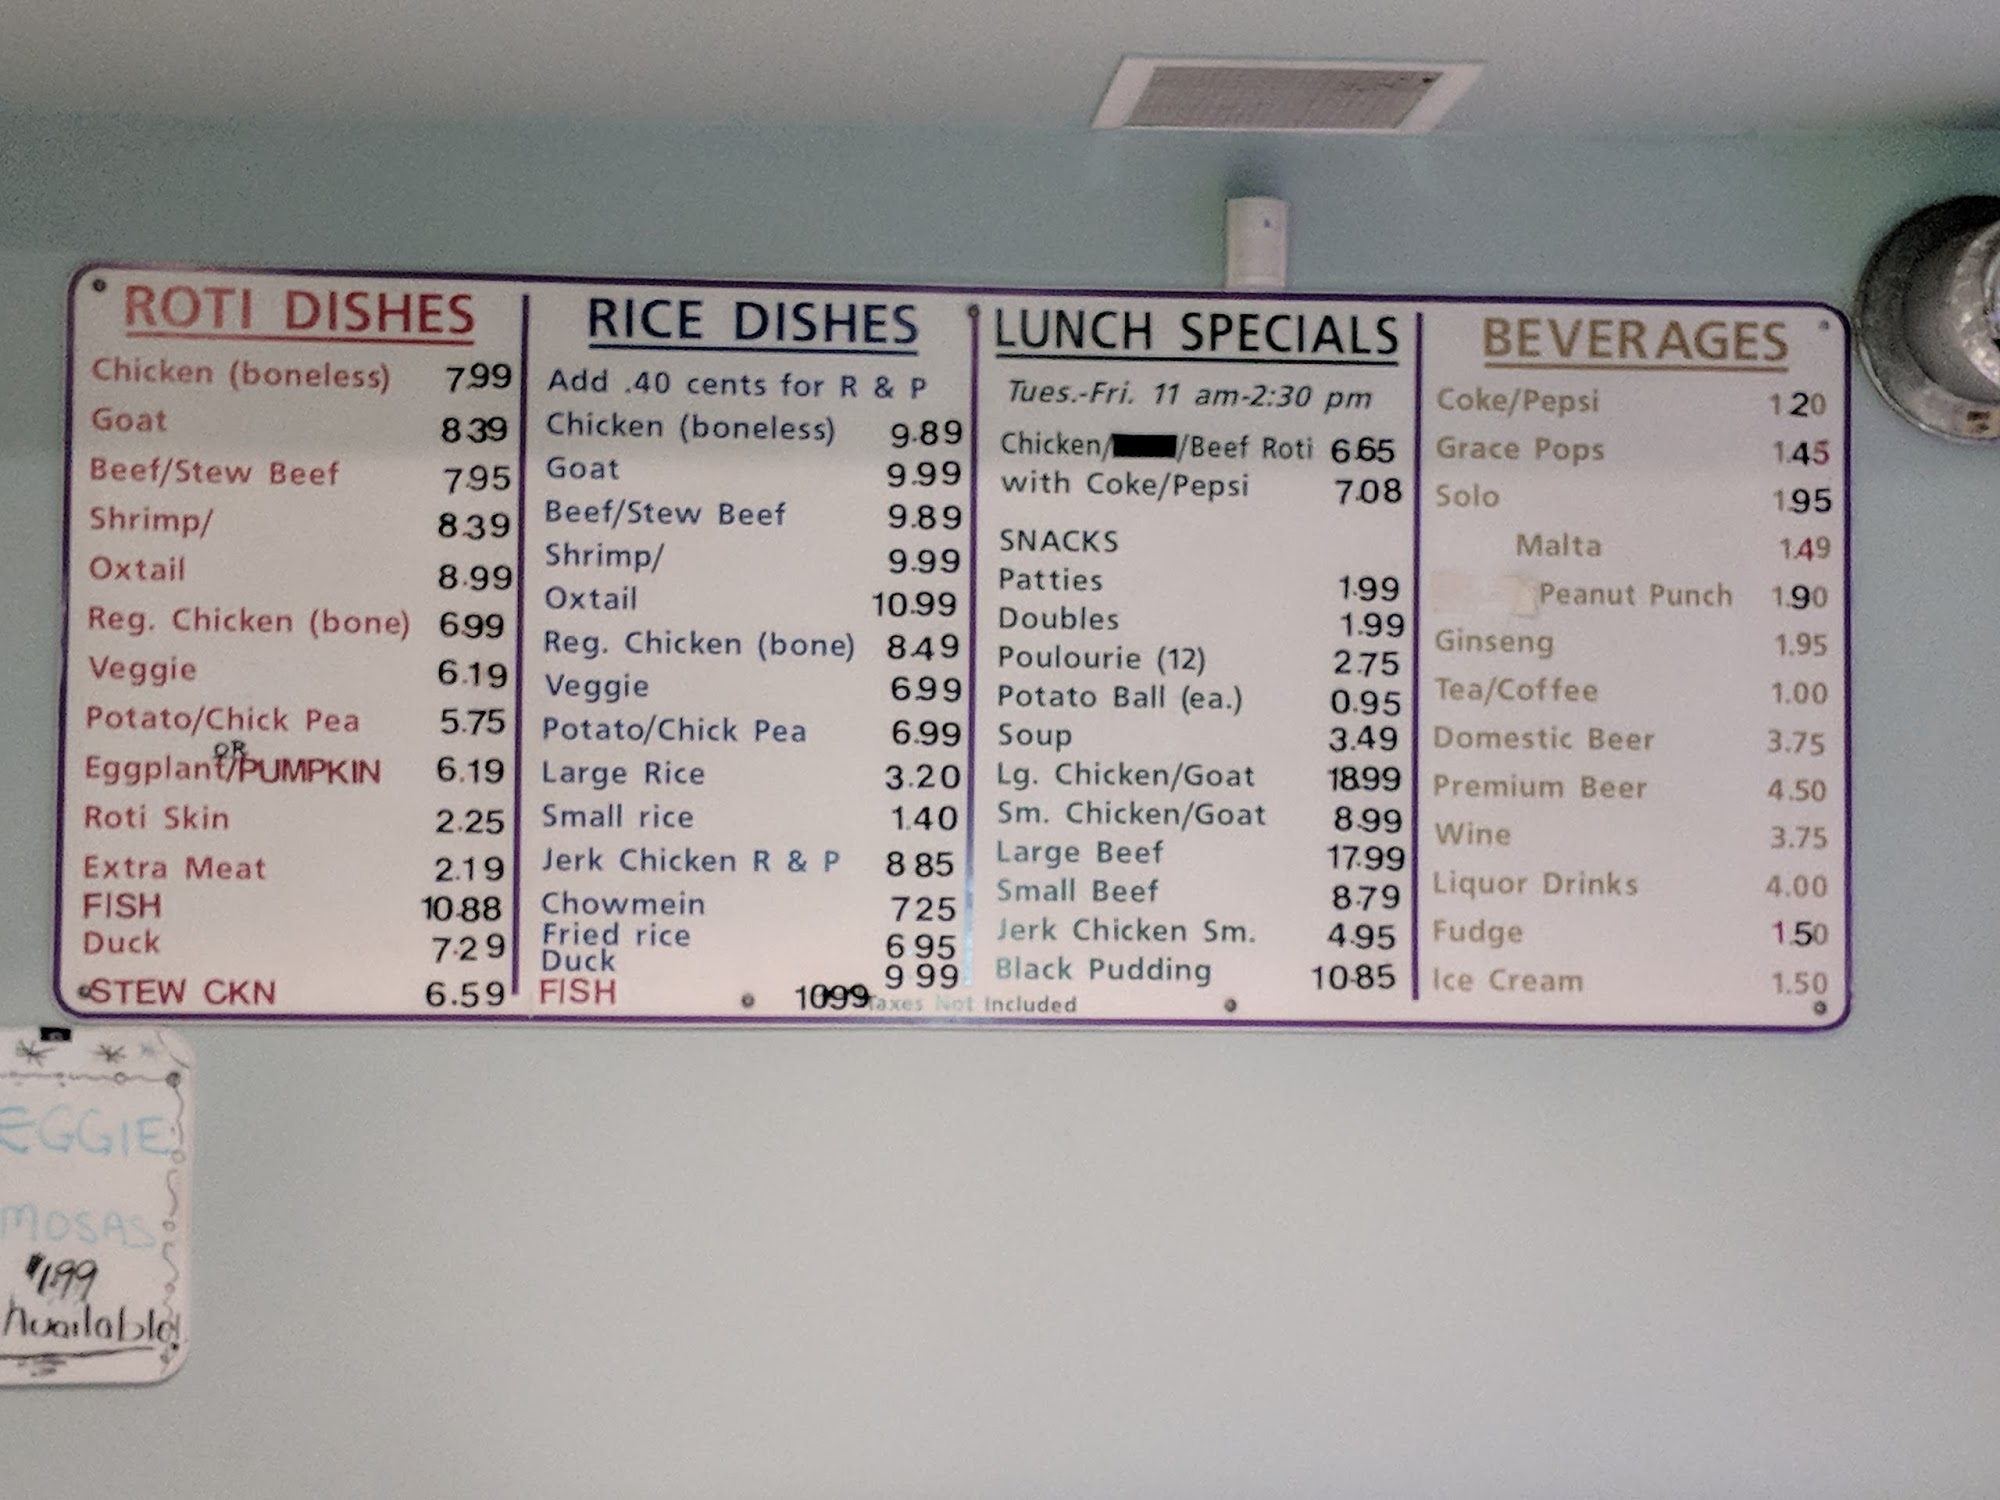 ROTI DISHES
Chicken (boneless) 7.99
Goat 8.39
Beef/Stew Beef 7.95
Shrimp/ 8.39
Oxtail 8.99
Reg. Chicken (bone) 6.99
Veggie 6.19
Potato/Chick Pea 5.75
OR
Eggplant/PUMPKIN 6.19
Roti Skin 2.25
Extra Meat 2.19
FISH 10.88
Duck 7.29
STEW CKN 6.59
RICE DISHES
Add .40 cents for R & P
Chicken (boneless) 9.89
Goat 9.99
Beef/Stew Beef 9.89
Shrimp/ 9.99
Oxtail 10.99
Reg. Chicken (bone) 8.49
Veggie 6.99
Potato/Chick Pea 6.99
Large Rice 3.20
Small rice 1.40
Jerk Chicken R & P 8 85
Chowmein 7 25
Fried rice 6 95
Duck 9 99
FISH 1099
Taxes Not Included
LUNCH SPECIALS
Tues.-Fri. 11 am-2:30 pm
Chicken/ /Beef Roti 6.65
with Coke/Pepsi 7.08
SNACKS
Patties 1.99
Doubles 1.99
Poulourie (12) 2.75
Potato Ball (ea.) 0.95
Soup 3.49
Lg. Chicken/Goat 18.99
Sm. Chicken/Goat 8.99
Large Beef 17.99
Small Beef 8.79
Jerk Chicken Sm. 4.95
Black Pudding 10.85
BEVERAGES
Coke/Pepsi 1.20
Grace Pops 1.45
Solo 1.95
Malta 1.49
Peanut Punch 1.90
Ginseng 1.95
Tea/Coffee 1.00
Domestic Beer 3.75
Premium Beer 4.50
Wine 3.75
Liquor Drinks 4.00
Fudge 1.50
Ice Cream 1.50
EGGIE
MOSAS
$1.99
Available!